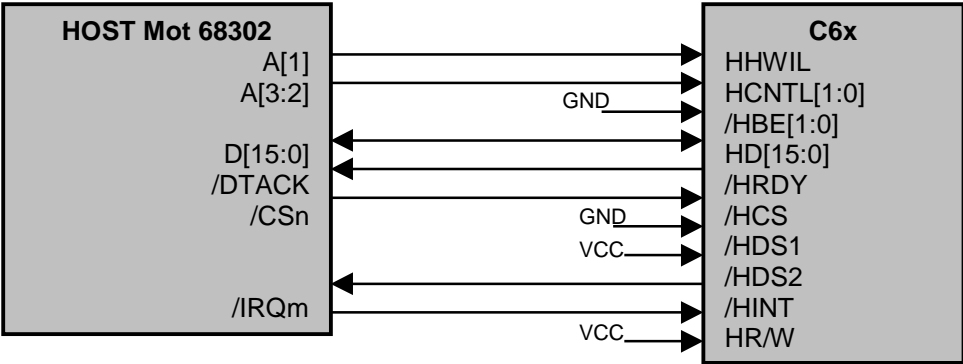 HOST Mot 68302
A[1]
A[3:2]
D[15:0]
/DTACK
/CSn
/IRQm
GND
GND
VCC
VCC
C6x
HHWIL
HCNTL[1:0]
/HBE[1:0]
HD[15:0]
/HRDY
/HCS
/HDS1
/HDS2
/HINT
HR/W